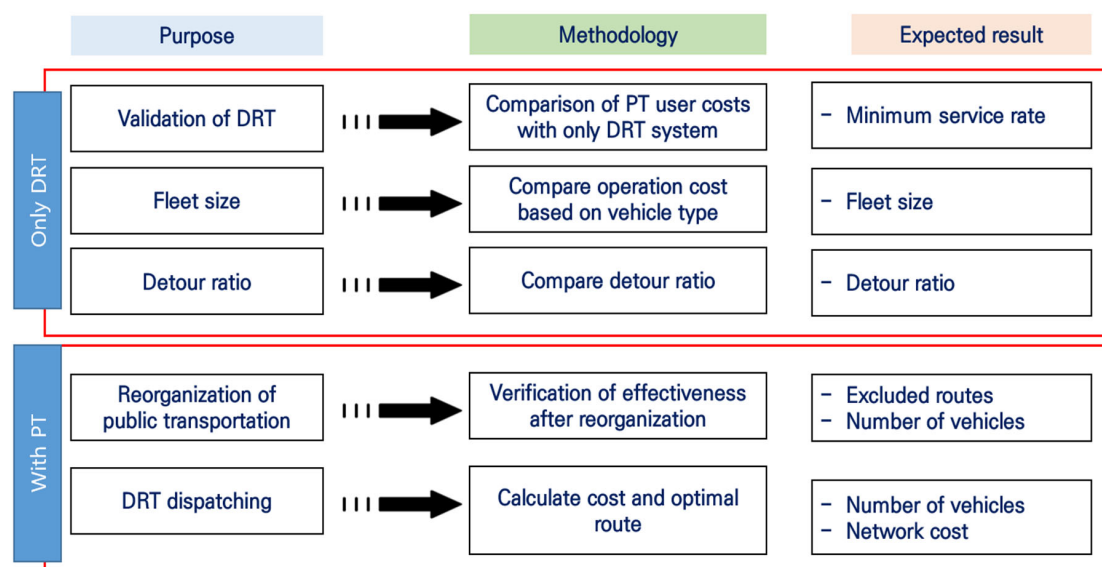 Purpose
Methodology
Expected result
Only DRT
Validation of DRT
Comparison of PT user costs
with only DRT system
– Minimum service rate
Fleet size
Compare operation cost
based on vehicle type
– Fleet size
Detour ratio
Compare detour ratio
– Detour ratio
With PT
Reorganization of
public transportation
Verification of effectiveness
after reorganization
– Excluded routes
– Number of vehicles
DRT dispatching
Calculate cost and optimal
route
– Number of vehicles
– Network cost